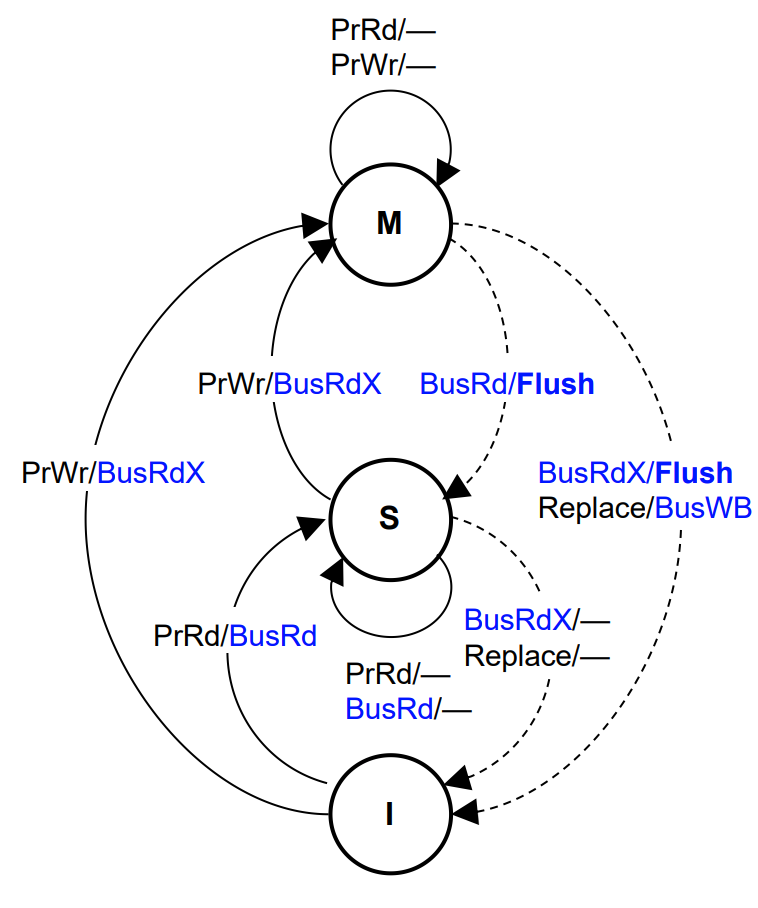 PrRd/—
PrWr/—
M
PrWr/BusRdX
BusRd/Flush
PrWr/BusRdX
BusRdX/Flush
Replace/BusWB
S
BusRdX/—
Replace/—
PrRd/BusRd
PrRd/—
BusRd/—
I